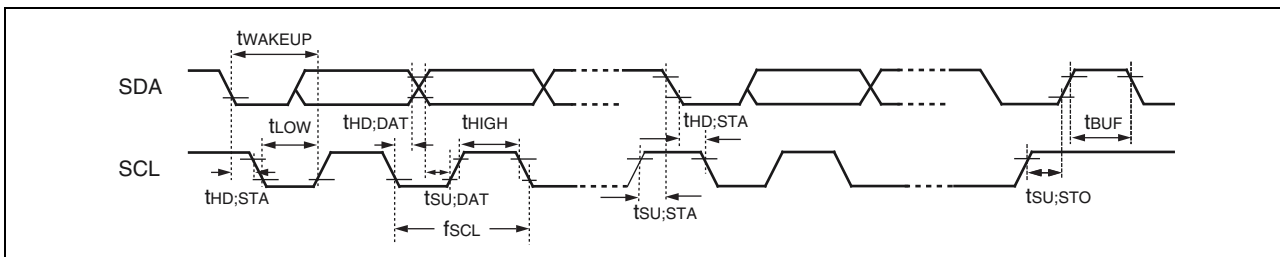 tWAKEUP
SDA
tLOW
tHD;DAT
tHIGH
tHD;STA
tBUF
SCL
tHD;STA
tSU;DAT
tSU;STA
tSU;STO
fSCL